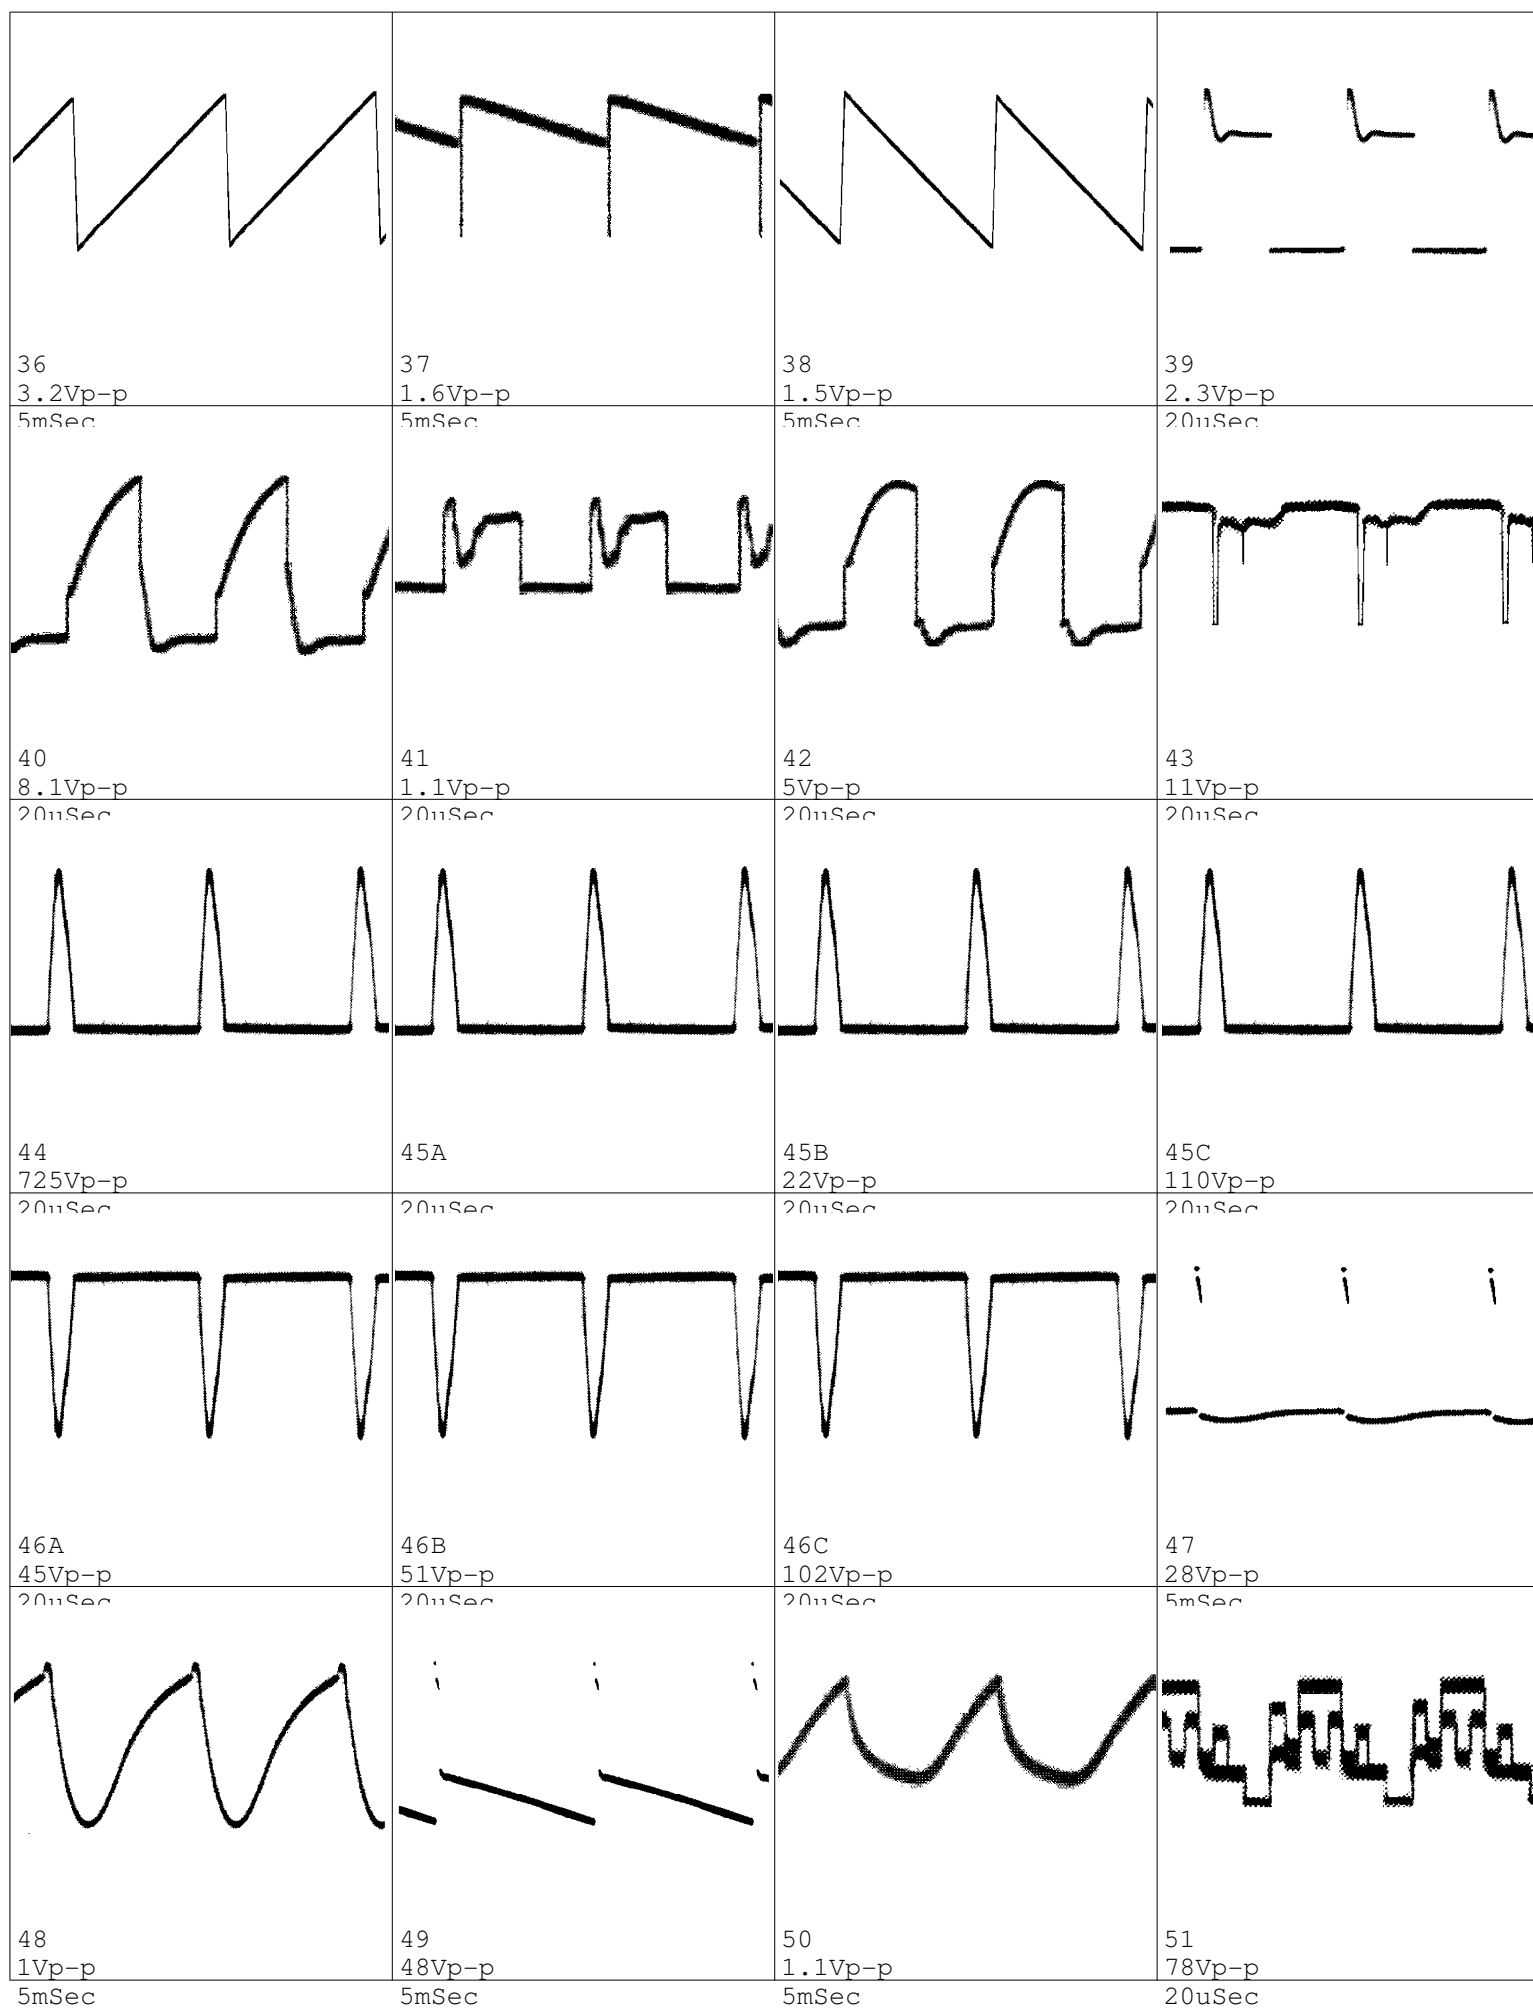 36
3.2Vp-p
5mSec
37
1.6Vp-p
5mSec
38
1.5Vp-p
5mSec
39
2.3Vp-p
20uSec
40
8.1Vp-p
20uSec
41
1.1Vp-p
20uSec
42
5Vp-p
20uSec
43
11Vp-p
20uSec
44
725Vp-p
20uSec
45A
20uSec
45B
22Vp-p
20uSec
45C
110Vp-p
20uSec
46A
45Vp-p
20uSec
46B
51Vp-p
20uSec
46C
102Vp-p
20uSec
47
28Vp-p
5mSec
48
1Vp-p
5mSec
49
48Vp-p
5mSec
50
1.1Vp-p
5mSec
51
78Vp-p
20uSec